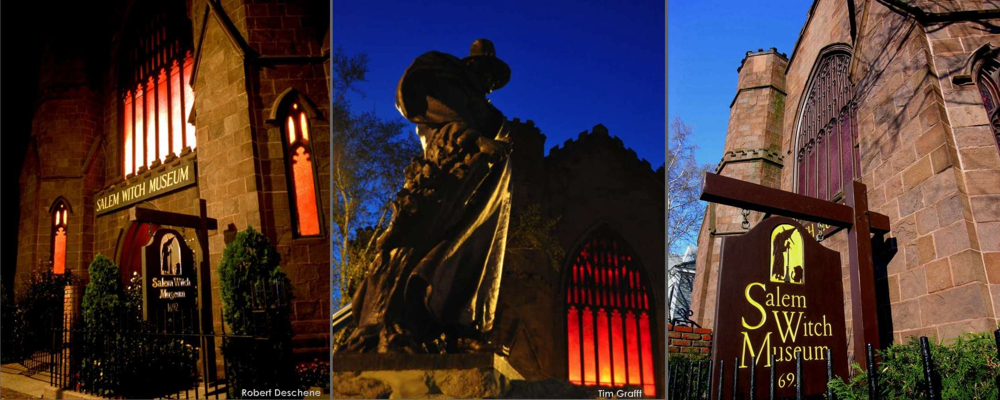 SALEM WITCH MUSEUM
Salem Witch
Museum
1692
Robert Deschene
Tim Grafft
Salem
Witch
Museum
69